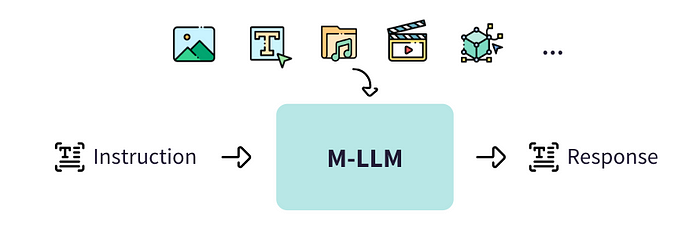 T
...
M-LLM
T Instruction
T Response